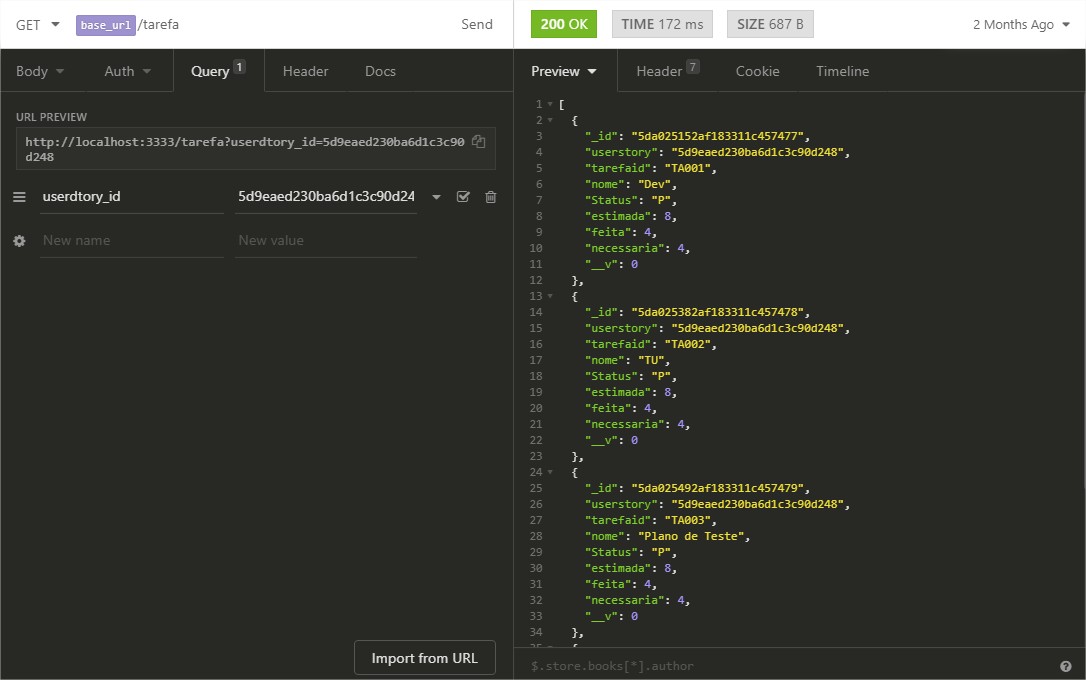 GET base_url/tarefa Send
200 OK TIME 172 ms SIZE 687 B 2 Months Ago
Body Auth Query 1 Header Docs
URL PREVIEW
http://localhost:3333/tarefa?userdtory_id=5d9eaed230ba6d1c3c90
d248
userdtory_id 5d9eaed230ba6d1c3c90d24
New name New value
Import from URL
Preview Header 7 Cookie Timeline
1 [
2 {
3 "_id": "5da025152af183311c457477",
4 "userstory": "5d9eaed230ba6d1c3c90d248",
5 "tarefaid": "TA001",
6 "nome": "Dev",
7 "Status": "P",
8 "estimada": 8,
9 "feita": 4,
10 "necessaria": 4,
11 "__v": 0
12 },
13 {
14 "_id": "5da025382af183311c457478",
15 "userstory": "5d9eaed230ba6d1c3c90d248",
16 "tarefaid": "TA002",
17 "nome": "TU",
18 "Status": "P",
19 "estimada": 8,
20 "feita": 4,
21 "necessaria": 4,
22 "__v": 0
23 },
24 {
25 "_id": "5da025492af183311c457479",
26 "userstory": "5d9eaed230ba6d1c3c90d248",
27 "tarefaid": "TA003",
28 "nome": "Plano de Teste",
29 "Status": "P",
30 "estimada": 8,
31 "feita": 4,
32 "necessaria": 4,
33 "__v": 0
34 },
$.store.books[*].author